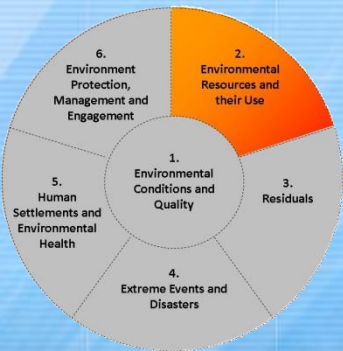 1.
Environmental
Conditions and
Quality
2.
Environmental
Resources and
their Use
3.
Residuals
4.
Extreme Events and
Disasters
5.
Human
Settlements and
Environmental
Health
6.
Environment
Protection,
Management and
Engagement